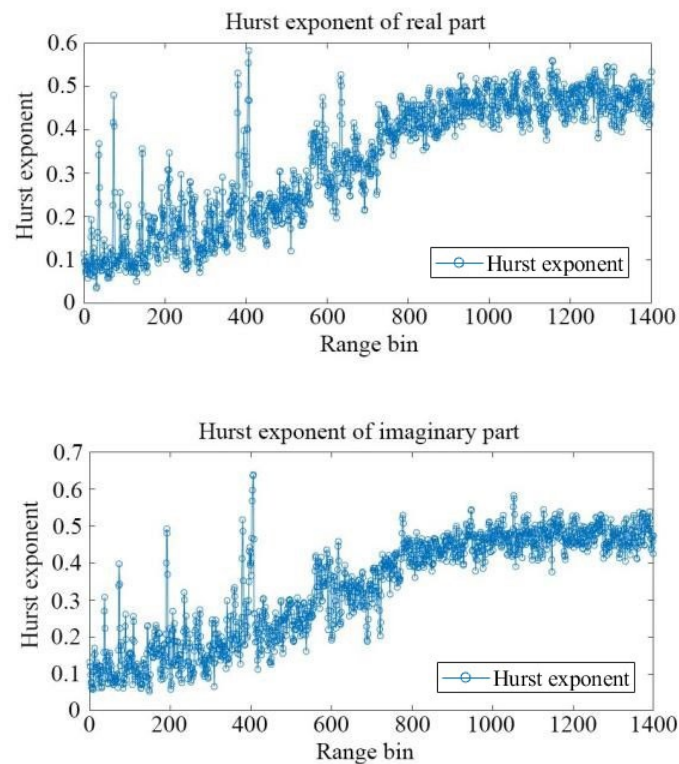 Hurst exponent of real part
0.6
0.5
0.4
0.3
0.2
0.1
0
Hurst exponent
Hurst exponent
0 200 400 600 800 1000 1200 1400
Range bin
Hurst exponent of imaginary part
0.7
0.6
0.5
0.4
0.3
0.2
0.1
0
Hurst exponent
Hurst exponent
0 200 400 600 800 1000 1200 1400
Range bin